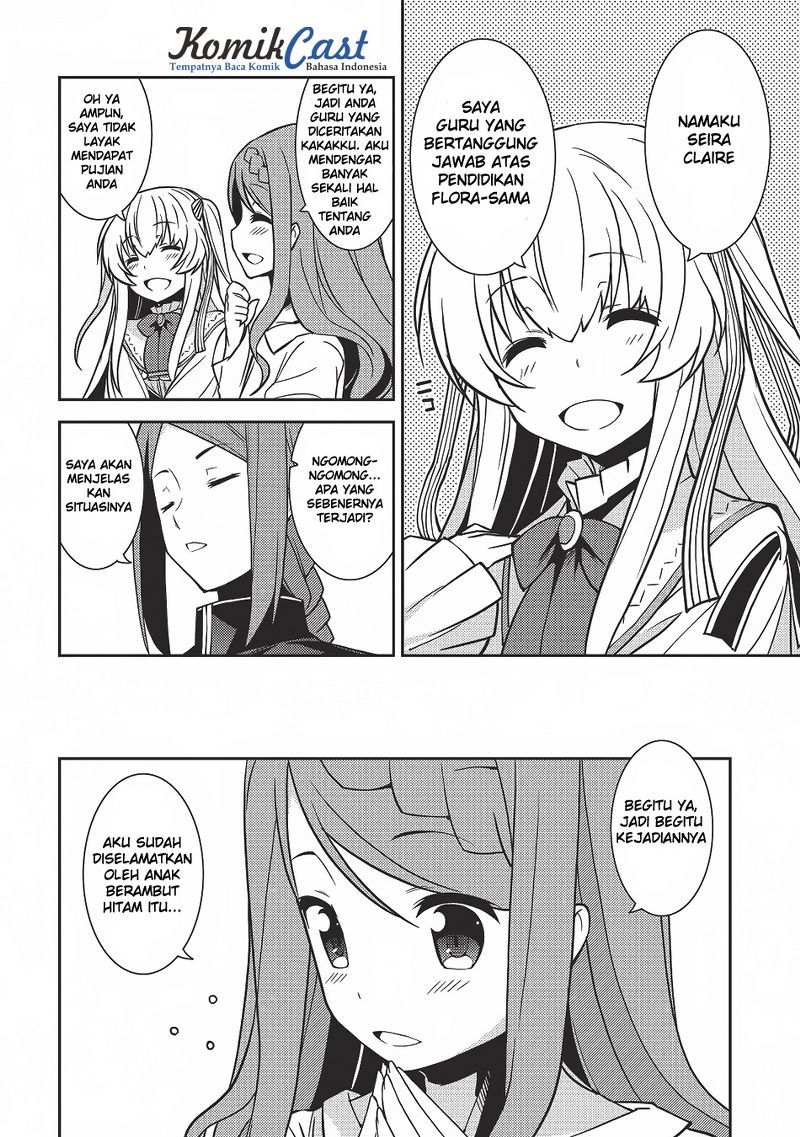 KomikCast
Tempatnya Baca Komik Bahasa Indonesia
NAMAKU
SEIRA
CLAIRE
SAYA
GURU YANG
BERTANGGUNG
JAWAB ATAS
PENDIDIKAN
FLORA-SAMA
BEGITU YA,
JADI ANDA
GURU YANG
DICERITAKAN
KAKAKKU. AKU
MENDENGAR
BANYAK
SEKALI HAL
BAIK
TENTANG
ANDA
OH YA
AMPUN,
SAYA TIDAK
LAYAK
MENDAPAT
PUJIAN
ANDA
NGOMONG-
NGOMONG...
APA YANG
SEBENERNYA
TERJADI?
SAYA AKAN
MENJELAS
KAN
SITUASINYA
BEGITU YA,
JADI BEGITU
KEJADIANNYA
AKU SUDAH
DISELAMATKAN
OLEH ANAK
BERAMBUT
HITAM ITU...